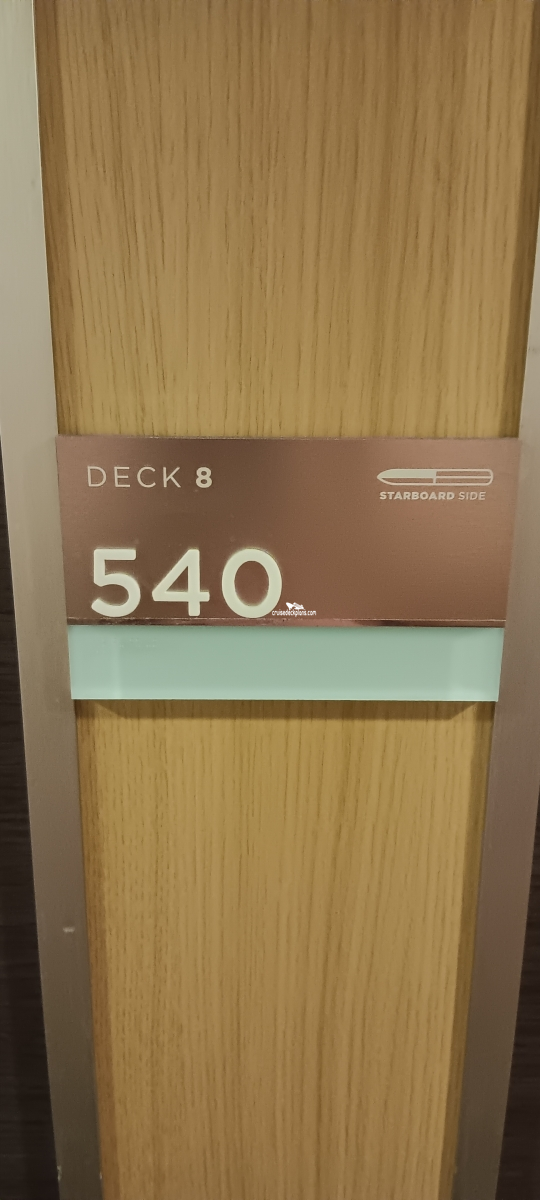 DECK 8
STARBOARD SIDE
540
cruisedeckplans.com